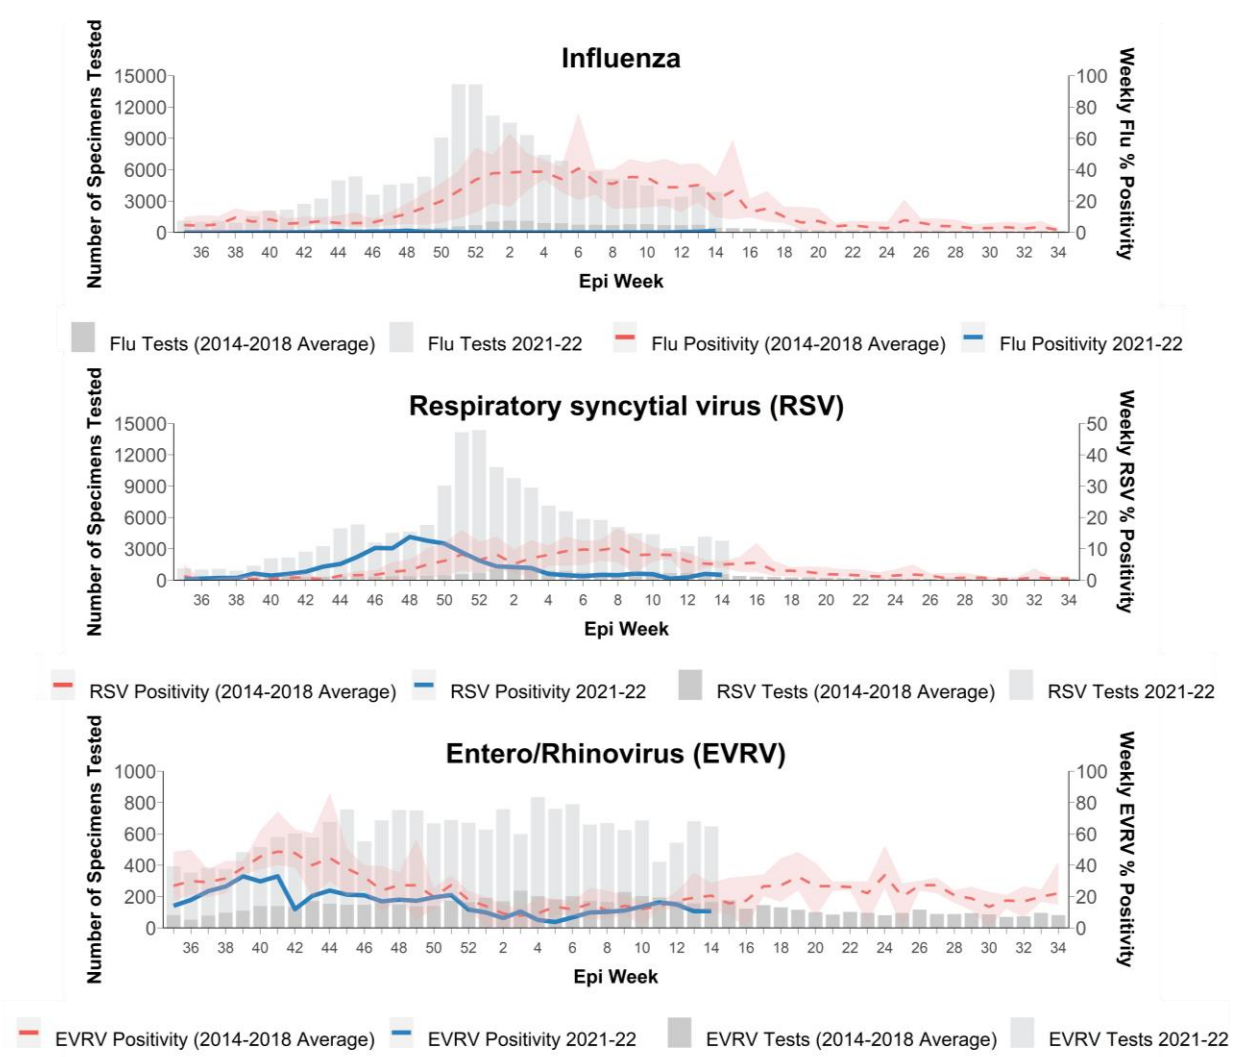 Influenza
Number of Specimens Tested
15000
12000
9000
6000
3000
0
100
80
60
40
20
0
Weekly Flu % Positivity
36 38 40 42 44 46 48 50 52 2 4 6 8 10 12 14 16 18 20 22 24 26 28 30 32 34
Epi Week
Flu Tests (2014-2018 Average) Flu Tests 2021-22 Flu Positivity (2014-2018 Average) Flu Positivity 2021-22
Respiratory syncytial virus (RSV)
Number of Specimens Tested
15000
12000
9000
6000
3000
0
50
40
30
20
10
0
Weekly RSV % Positivity
36 38 40 42 44 46 48 50 52 2 4 6 8 10 12 14 16 18 20 22 24 26 28 30 32 34
Epi Week
RSV Positivity (2014-2018 Average) RSV Positivity 2021-22 RSV Tests (2014-2018 Average) RSV Tests 2021-22
Entero/Rhinovirus (EVRV)
Number of Specimens Tested
1000
800
600
400
200
0
100
80
60
40
20
0
Weekly EVRV % Positivity
36 38 40 42 44 46 48 50 52 2 4 6 8 10 12 14 16 18 20 22 24 26 28 30 32 34
Epi Week
EVRV Positivity (2014-2018 Average) EVRV Positivity 2021-22 EVRV Tests (2014-2018 Average) EVRV Tests 2021-22